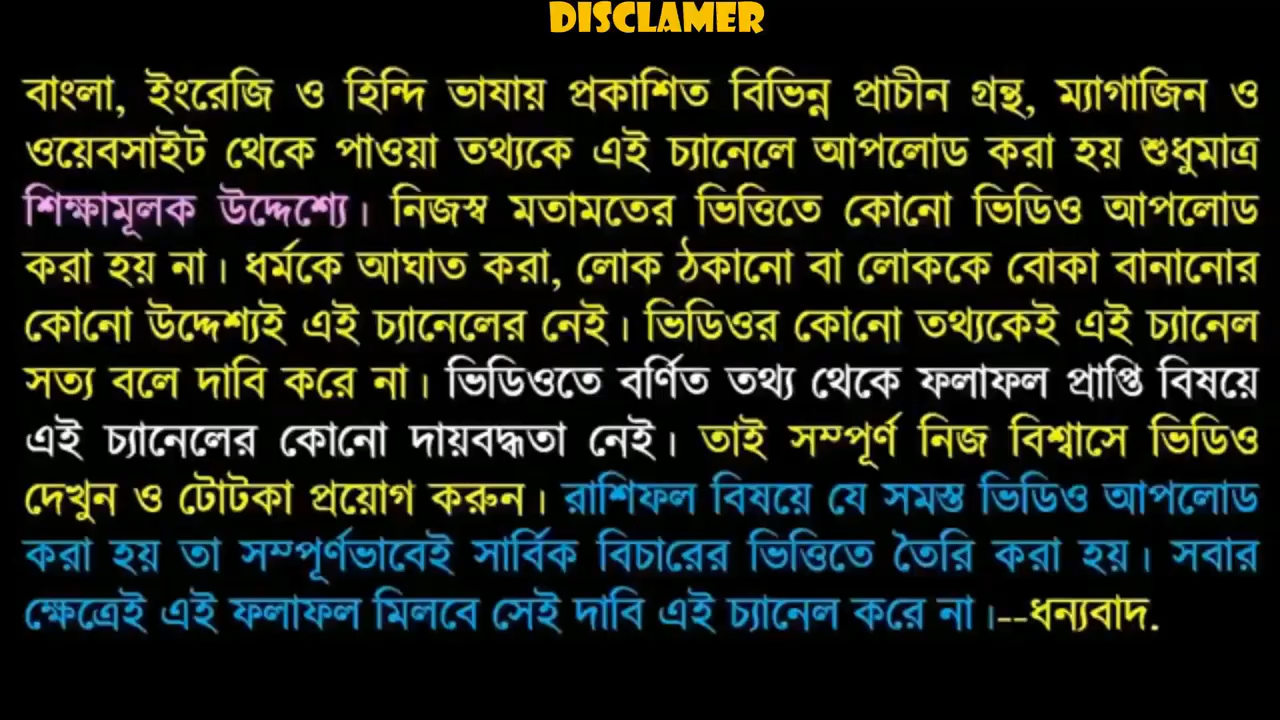 DISCLAMER
বাংলা, ইংরেজি ও হিন্দি ভাষায় প্রকাশিত বিভিন্ন প্রাচীন গ্রন্থ, ম্যাগাজিন ও
ওয়েবসাইট থেকে পাওয়া তথ্যকে এই চ্যানেলে আপলোড করা হয় শুধুমাত্র
শিক্ষামূলক উদ্দেশ্যে। নিজস্ব মতামতের ভিত্তিতে কোনো ভিডিও আপলোড
করা হয় না। ধর্মকে আঘাত করা, লোক ঠকানো বা লোককে বোকা বানানোর
কোনো উদ্দেশ্যই এই চ্যানেলের নেই। ভিডিওর কোনো তথ্যকেই এই চ্যানেল
সত্য বলে দাবি করে না। ভিডিওতে বর্ণিত তথ্য থেকে ফলাফল প্রাপ্তি বিষয়ে
এই চ্যানেলের কোনো দায়বদ্ধতা নেই। তাই সম্পূর্ণ নিজ বিশ্বাসে ভিডিও
দেখুন ও টোটকা প্রয়োগ করুন। রাশিফল বিষয়ে যে সমস্ত ভিডিও আপলোড
করা হয় তা সম্পূর্ণভাবেই সার্বিক বিচারের ভিত্তিতে তৈরি করা হয়। সবার
ক্ষেত্রেই এই ফলাফল মিলবে সেই দাবি এই চ্যানেল করে না।--ধন্যবাদ.